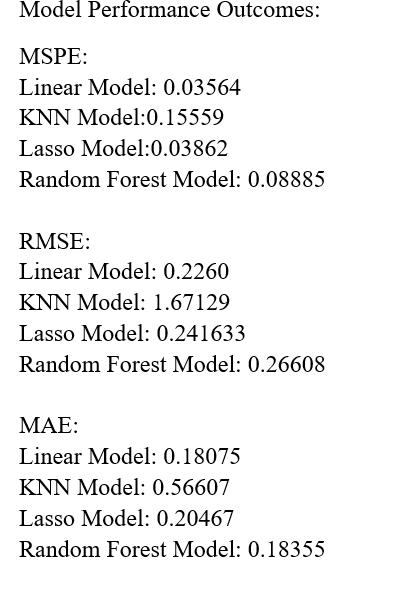 Model Performance Outcomes:
MSPE:
Linear Model: 0.03564
KNN Model:0.15559
Lasso Model:0.03862
Random Forest Model: 0.08885
RMSE:
Linear Model: 0.2260
KNN Model: 1.67129
Lasso Model: 0.241633
Random Forest Model: 0.26608
MAE:
Linear Model: 0.18075
KNN Model: 0.56607
Lasso Model: 0.20467
Random Forest Model: 0.18355